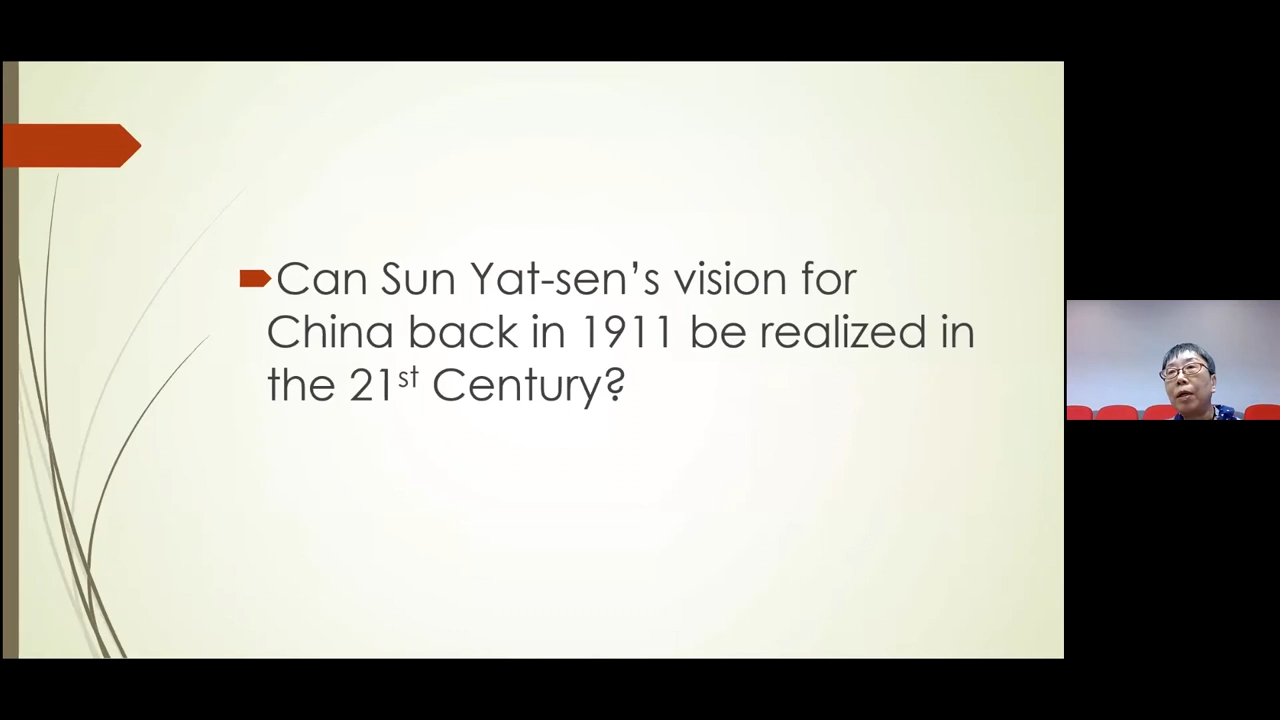 Can Sun Yat-sen’s vision for
China back in 1911 be realized in
the 21st Century?